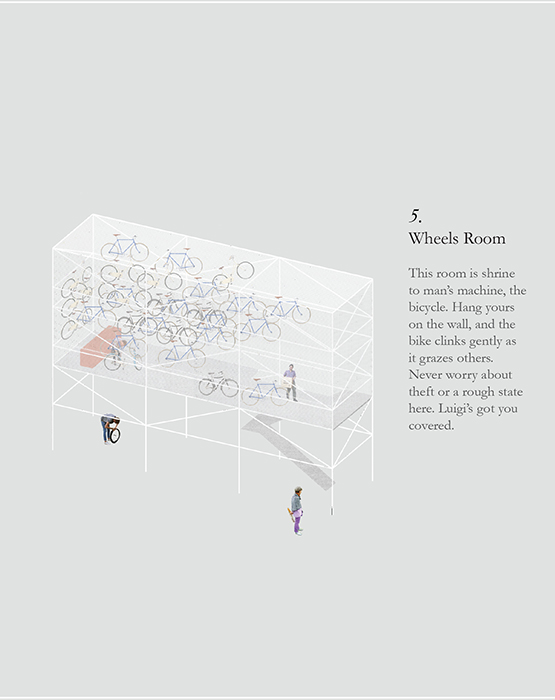 5.
Wheels Room
This room is shrine
to man's machine, the
bicycle. Hang yours
on the wall, and the
bike clinks gently as
it grazes others.
Never worry about
theft or a rough state
here. Luigi's got you
covered.